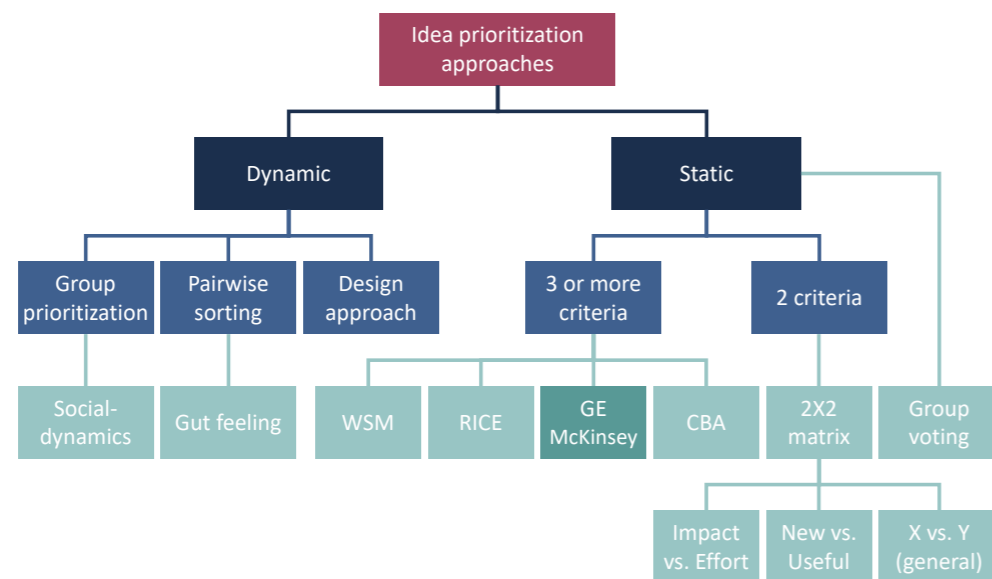 Idea prioritization
approaches
Dynamic
Static
Group
prioritization
Pairwise
sorting
Design
approach
3 or more
criteria
2 criteria
Social-
dynamics
Gut feeling
WSM
RICE
GE
McKinsey
CBA
2X2
matrix
Group
voting
Impact
vs. Effort
New vs.
Useful
X vs. Y
(general)